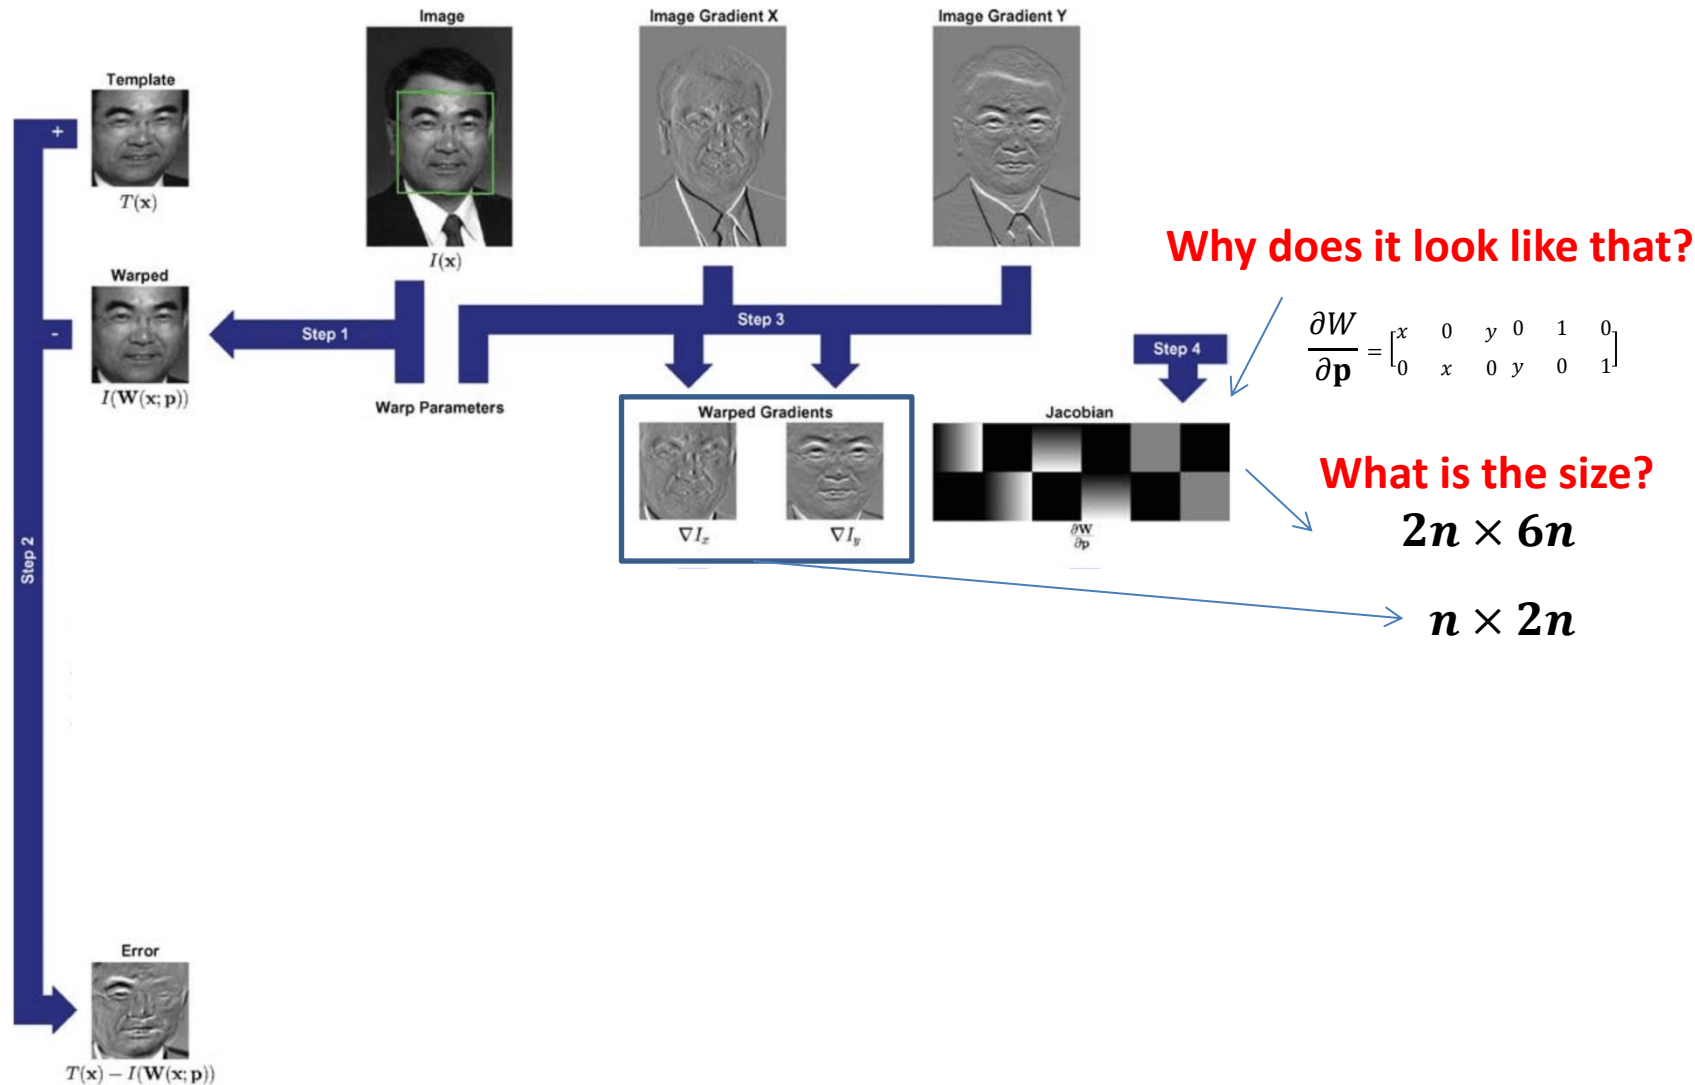 Image
Image Gradient X
Image Gradient Y
Template
+
T(x)
I(x)
Why does it look like that?
Warped
-
Step 1
Step 3
Step 4
∂W/∂p = [x 0 y 0 1 0
0 x 0 y 0 1]
I(W(x; p))
Warp Parameters
Warped Gradients
Jacobian
What is the size?
∇I_x
∇I_y
∂W/∂p
2n × 6n
Step 2
n × 2n
Error
T(x) − I(W(x; p))